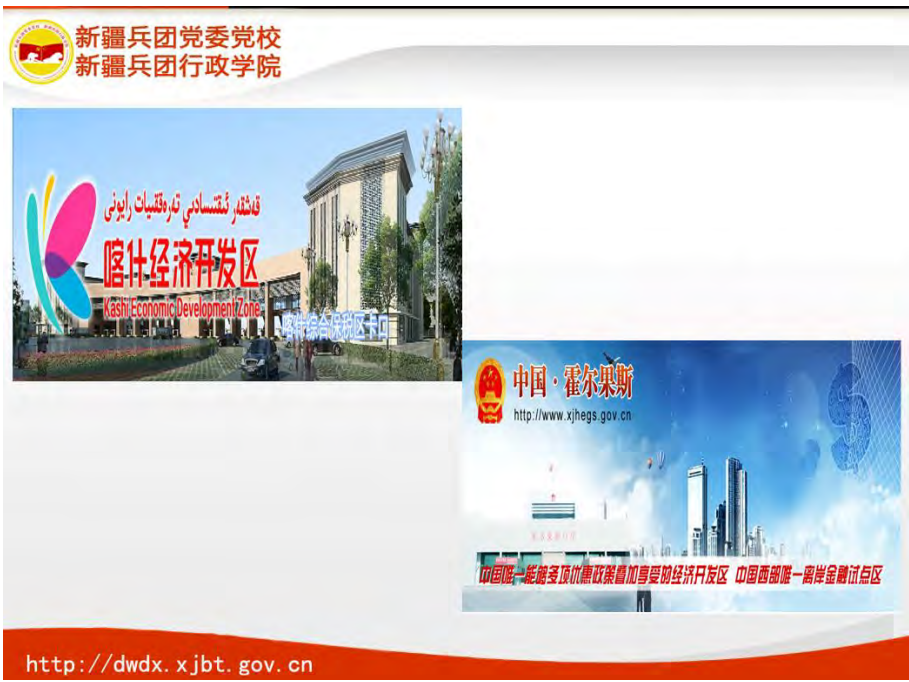 新疆兵团党委党校
新疆兵团行政学院
قەشقەر ئىقتىسادىي تەرەققىيات رايونى
喀什经济开发区
Kashi Economic Development Zone
喀什综合保税区卡口
中国·霍尔果斯
http://www.xjhegs.gov.cn
中国唯一能够多项优惠政策叠加享受的经济开发区 中国西部唯一离岸金融试点区
http://dwdx.xjbt.gov.cn